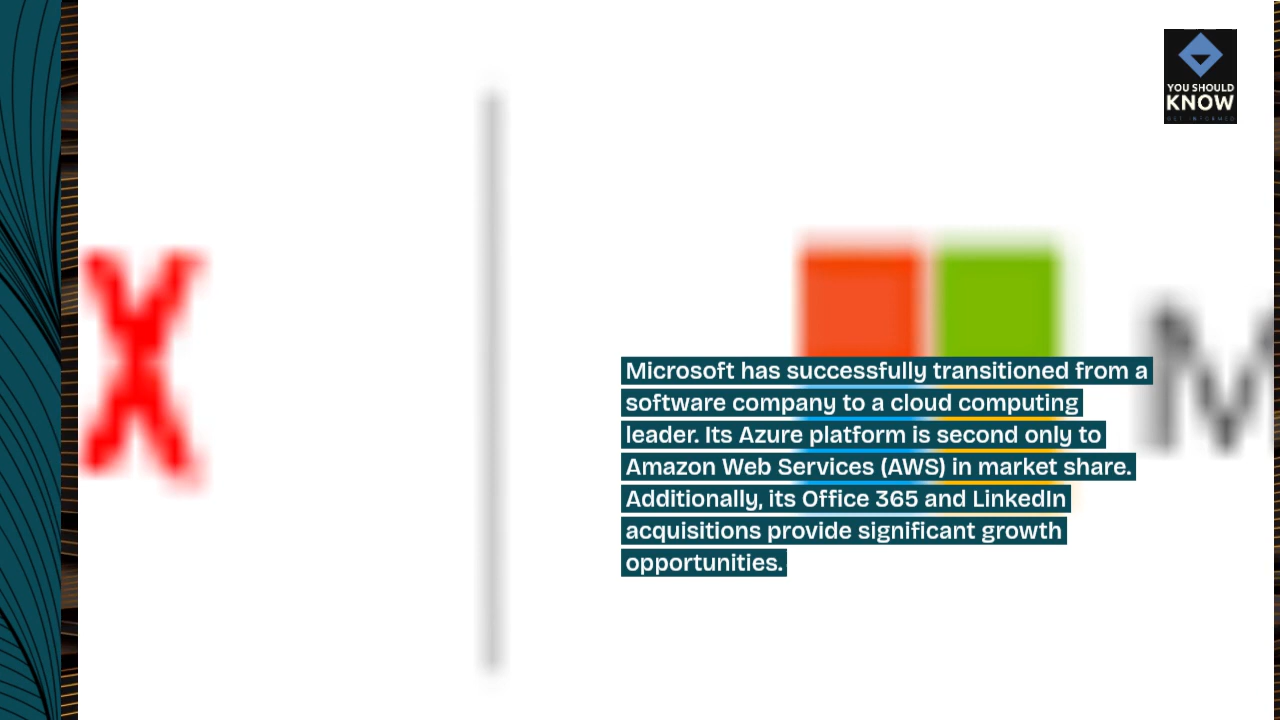 YOU SHOULD
KNOW
GET INFORMED
X
M
Microsoft has successfully transitioned from a
software company to a cloud computing
leader. Its Azure platform is second only to
Amazon Web Services (AWS) in market share.
Additionally, its Office 365 and LinkedIn
acquisitions provide significant growth
opportunities.